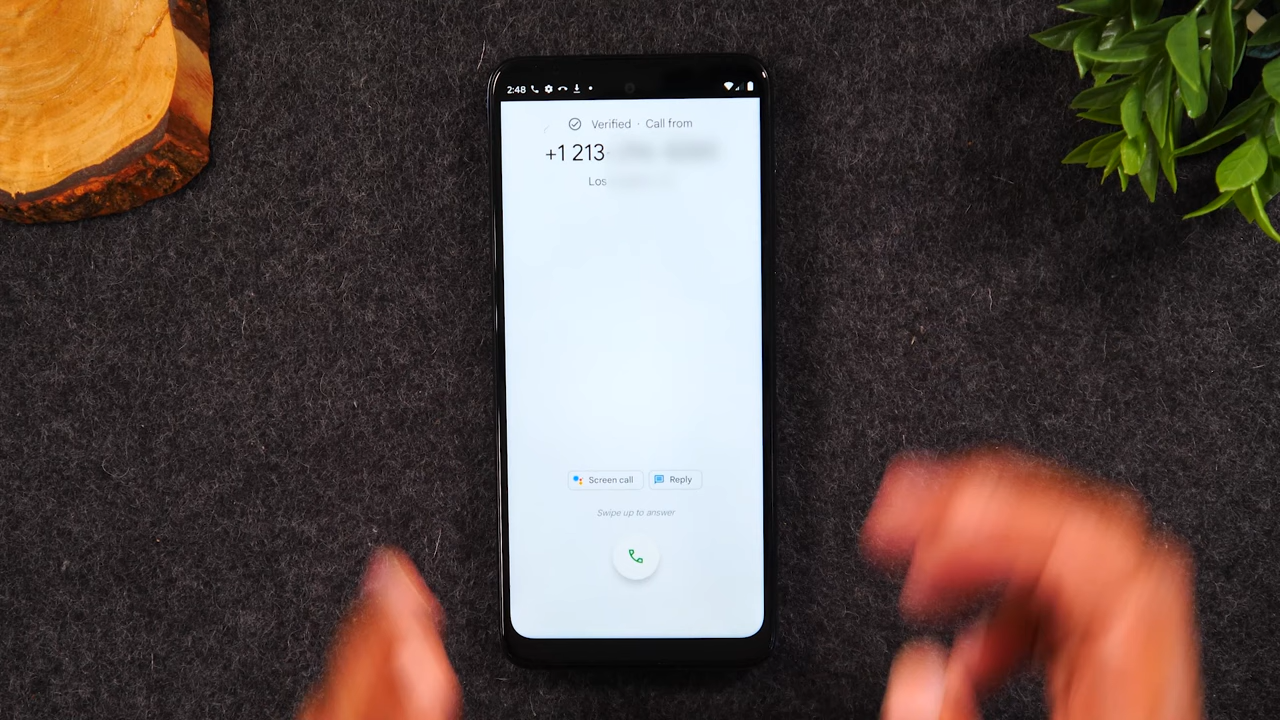 2:48
Verified · Call from
+1 213-
Los
Screen call
Reply
Swipe up to answer